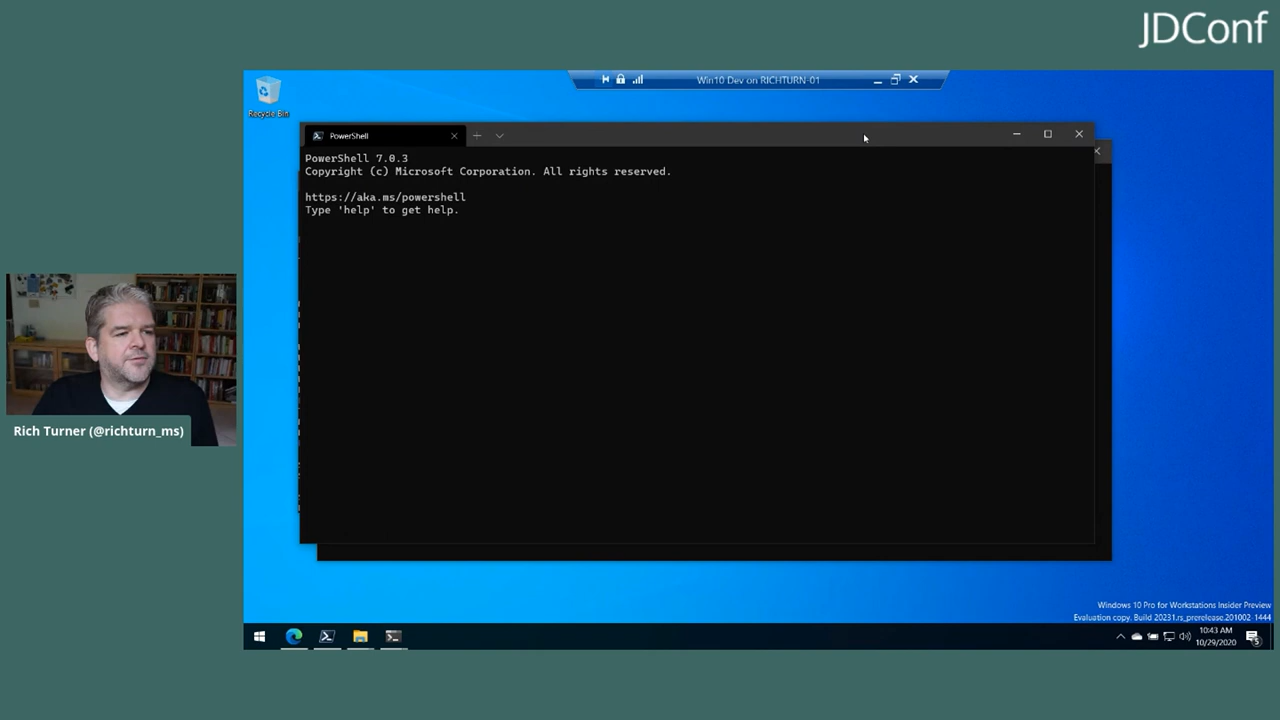 JDConf
Win10 Dev on RICHTURN-01
Recycle Bin
PowerShell
PowerShell 7.0.3
Copyright (c) Microsoft Corporation. All rights reserved.
https://aka.ms/powershell
Type 'help' to get help.
Rich Turner (@richturn_ms)
Windows 10 Pro for Workstations Insider Preview
Evaluation copy. Build 20231.rs_prerelease.201002-1444
10:43 AM
10/29/2020
5